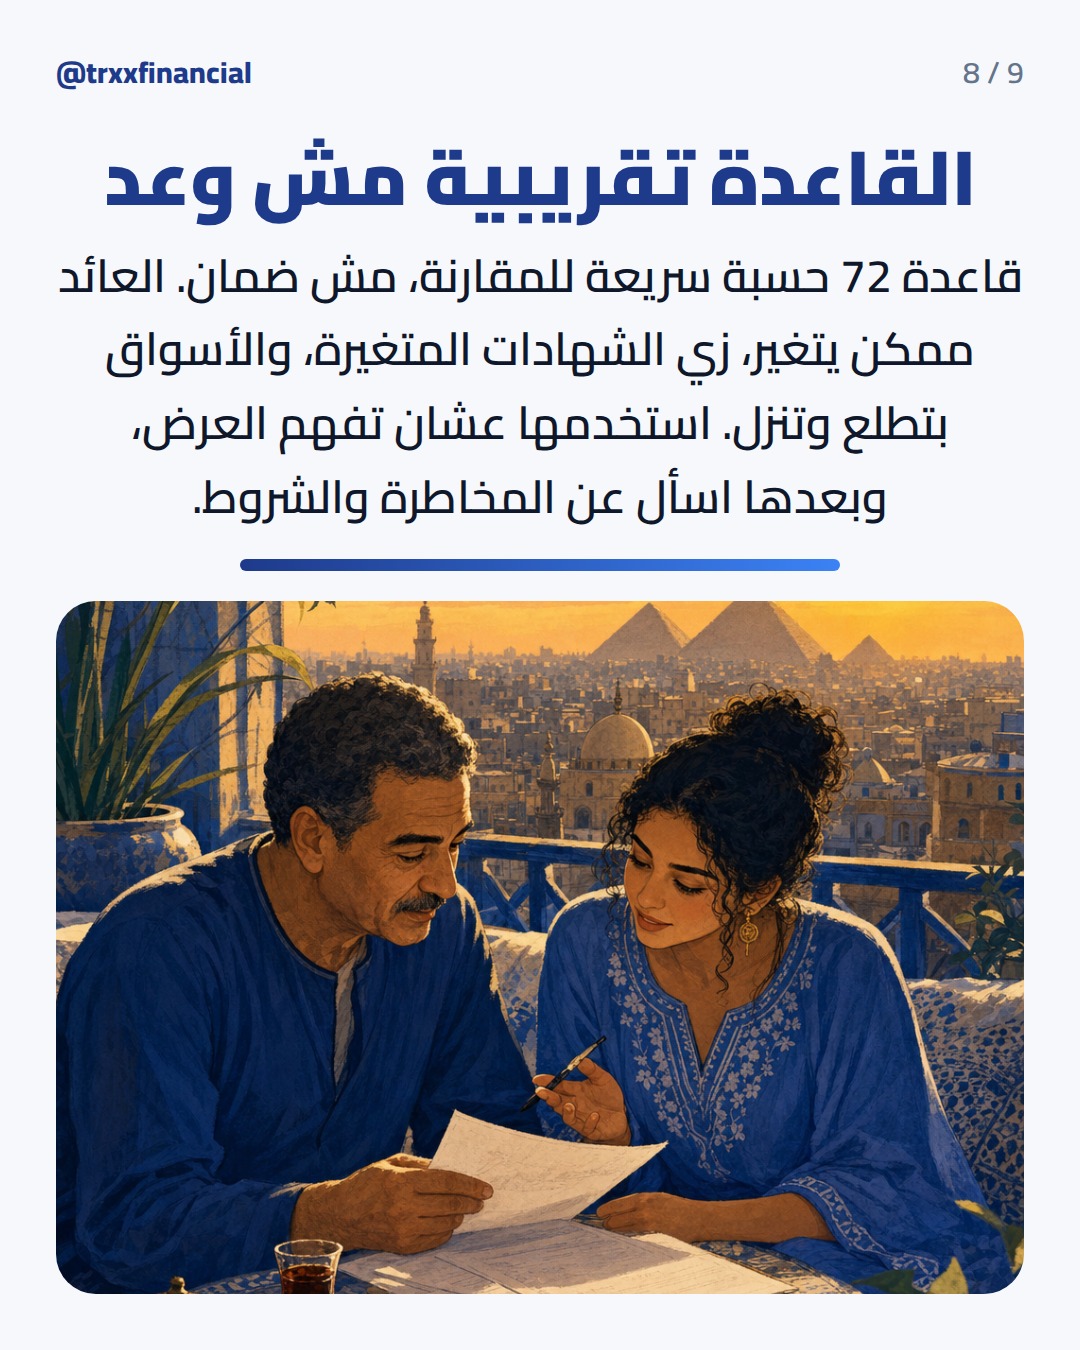 @trxxfinancial
8 / 9
القاعدة تقريبية مش وعد
قاعدة 72 حسبة سريعة للمقارنة، مش ضمان. العائد
ممكن يتغير، زي الشهادات المتغيرة، والأسواق
بتطلع وتنزل. استخدمها عشان تفهم العرض،
وبعدها اسأل عن المخاطرة والشروط.